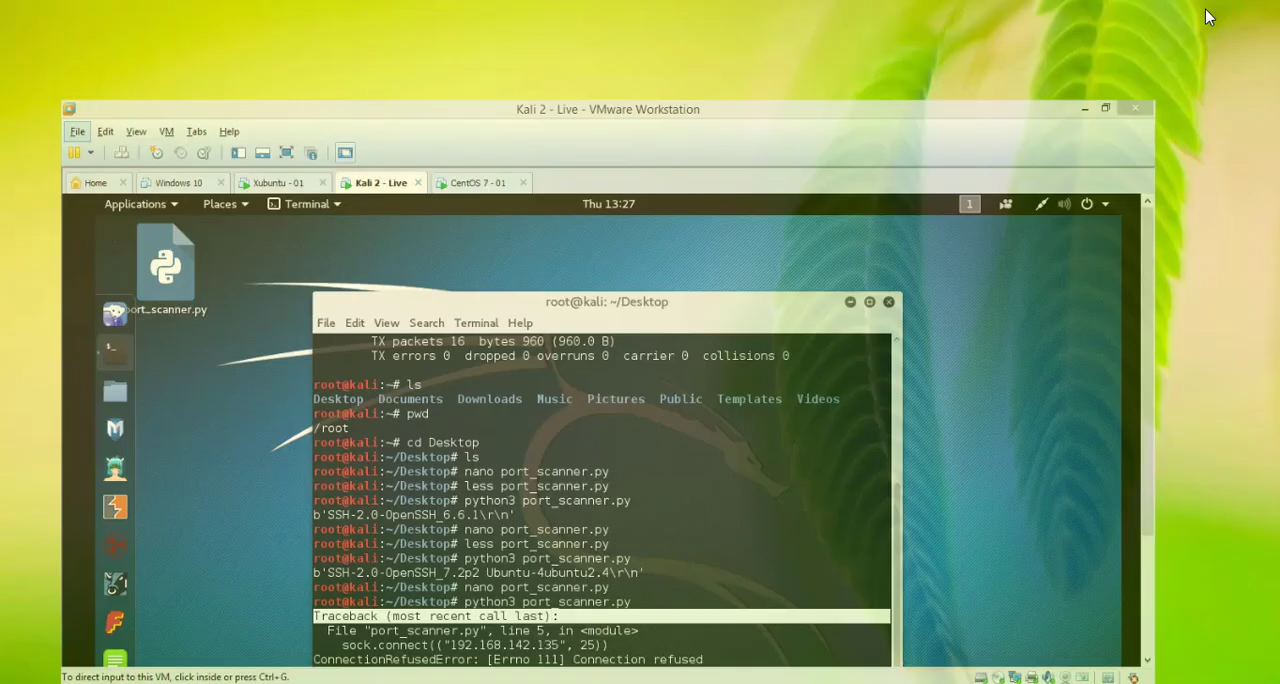 Kali 2 - Live - VMware Workstation
File Edit View VM Tabs Help
Home Windows 10 Xubuntu - 01 Kali 2 - Live CentOS 7 - 01
Applications Places Terminal Thu 13:27 1
ort_scanner.py
root@kali: ~/Desktop
File Edit View Search Terminal Help
TX packets 16 bytes 960 (960.0 B)
TX errors 0 dropped 0 overruns 0 carrier 0 collisions 0
root@kali:~# ls
Desktop Documents Downloads Music Pictures Public Templates Videos
root@kali:~# pwd
/root
root@kali:~# cd Desktop
root@kali:~/Desktop# ls
root@kali:~/Desktop# nano port_scanner.py
root@kali:~/Desktop# less port_scanner.py
root@kali:~/Desktop# python3 port_scanner.py
b'SSH-2.0-OpenSSH_6.6.1\r\n'
root@kali:~/Desktop# nano port_scanner.py
root@kali:~/Desktop# less port_scanner.py
root@kali:~/Desktop# python3 port_scanner.py
b'SSH-2.0-OpenSSH_7.2p2 Ubuntu-4ubuntu2.4\r\n'
root@kali:~/Desktop# nano port_scanner.py
root@kali:~/Desktop# python3 port_scanner.py
Traceback (most recent call last):
File "port_scanner.py", line 5, in <module>
sock.connect(("192.168.142.135", 25))
ConnectionRefusedError: [Errno 111] Connection refused
To direct input to this VM, click inside or press Ctrl+G.